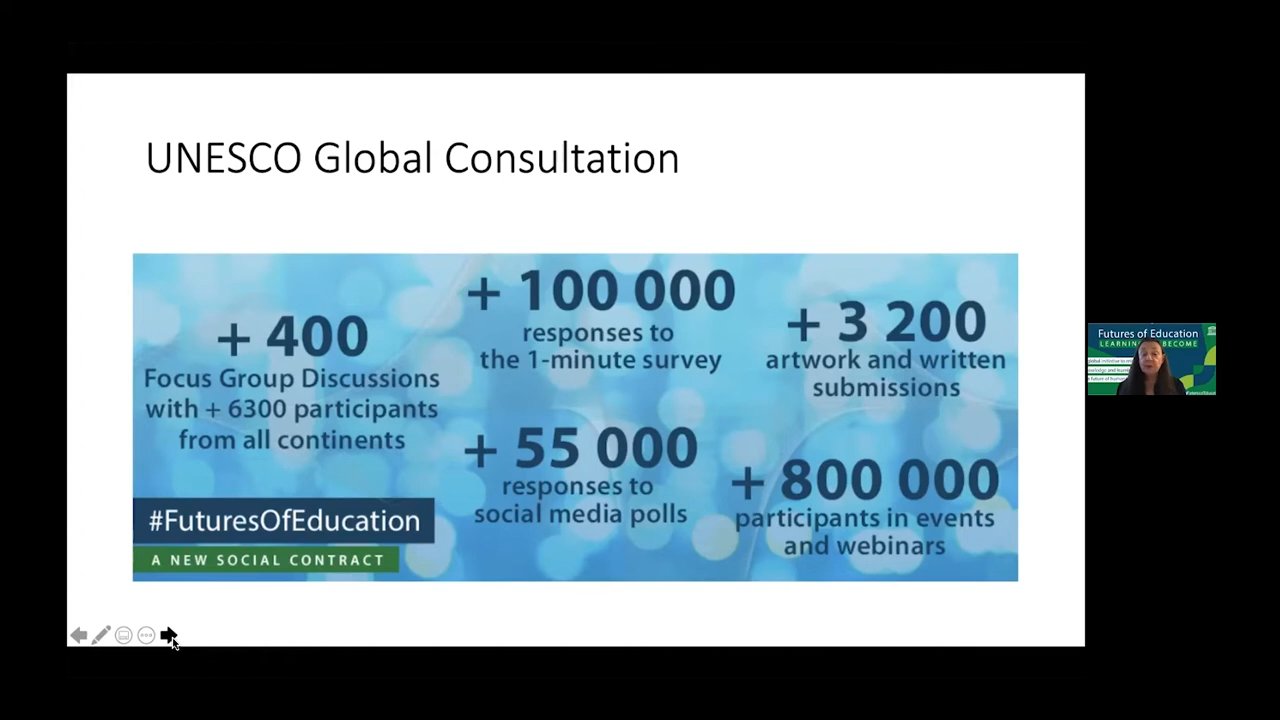 UNESCO Global Consultation
+ 400
Focus Group Discussions
with + 6300 participants
from all continents
+ 100 000
responses to
the 1-minute survey
+ 3 200
artwork and written
submissions
+ 55 000
responses to
social media polls
+ 800 000
participants in events
and webinars
#FuturesOfEducation
A NEW SOCIAL CONTRACT
Futures of Education
BECOME